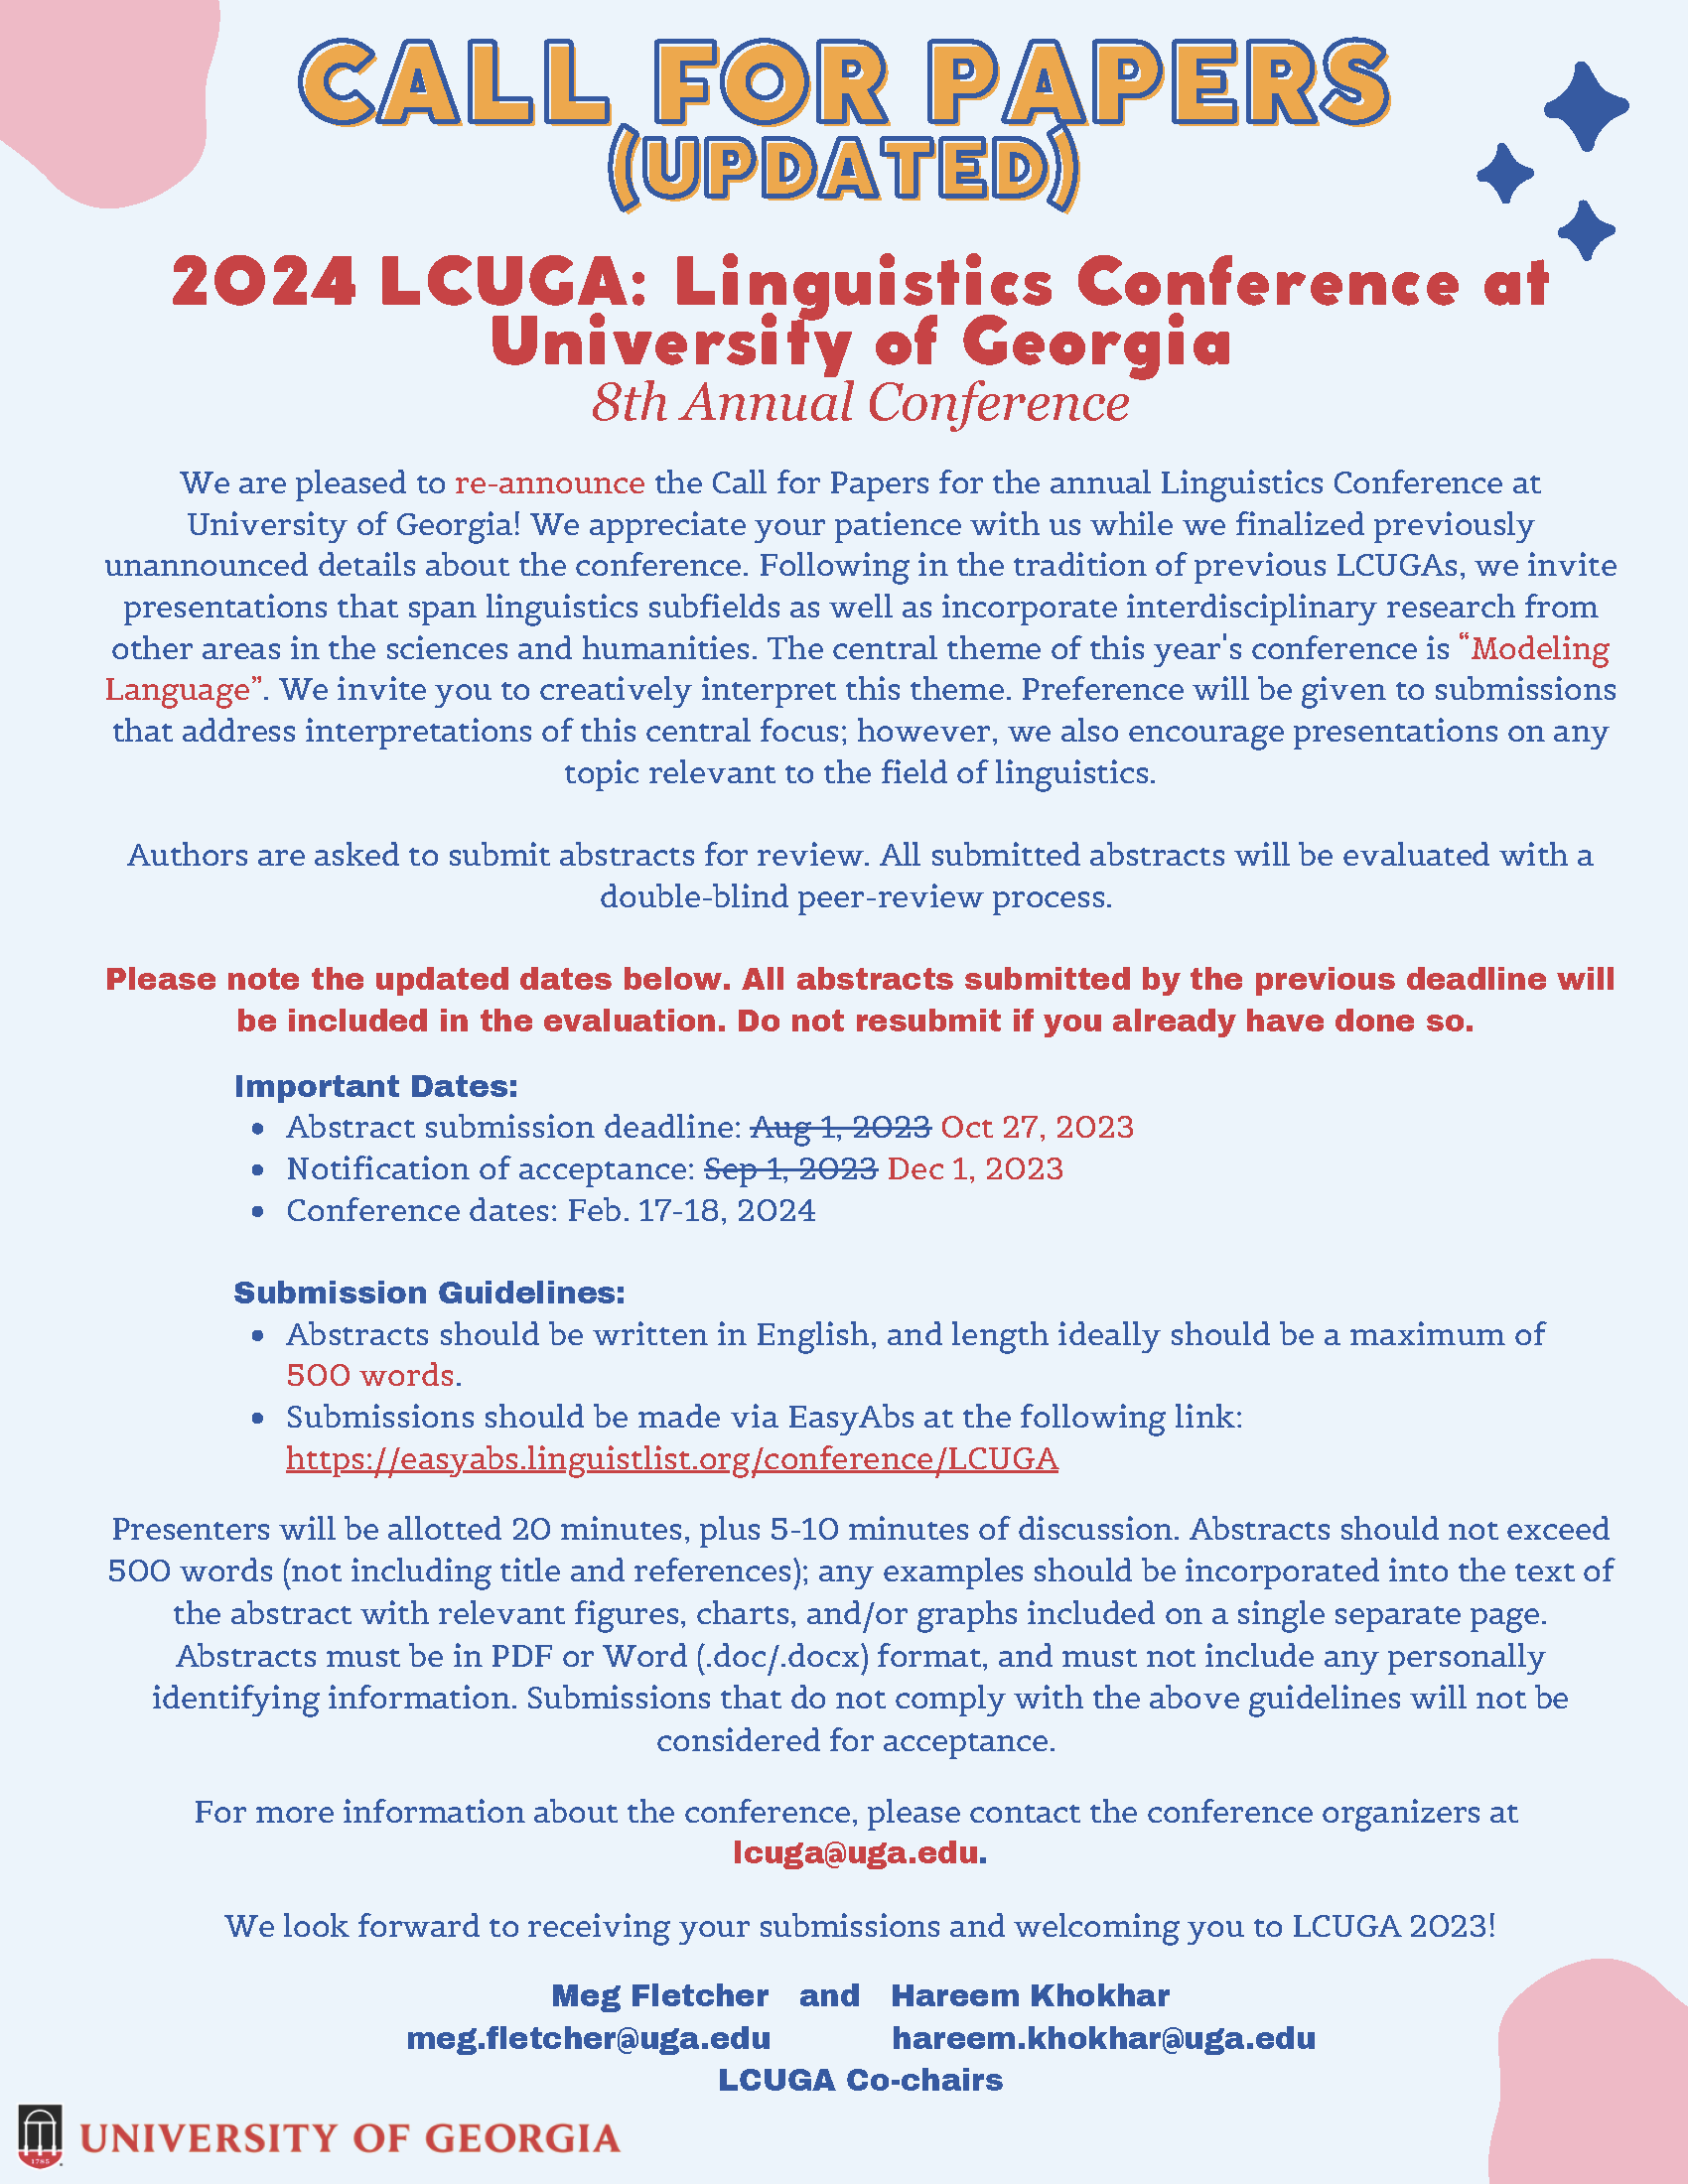 CALL FOR PAPERS
(UPDATED)
2024 LCUGA: Linguistics Conference at
University of Georgia
8th Annual Conference
We are pleased to re-announce the Call for Papers for the annual Linguistics Conference at
University of Georgia! We appreciate your patience with us while we finalized previously
unannounced details about the conference. Following in the tradition of previous LCUGAs, we invite
presentations that span linguistics subfields as well as incorporate interdisciplinary research from
other areas in the sciences and humanities. The central theme of this year's conference is “Modeling
Language”. We invite you to creatively interpret this theme. Preference will be given to submissions
that address interpretations of this central focus; however, we also encourage presentations on any
topic relevant to the field of linguistics.
Authors are asked to submit abstracts for review. All submitted abstracts will be evaluated with a
double-blind peer-review process.
Please note the updated dates below. All abstracts submitted by the previous deadline will
be included in the evaluation. Do not resubmit if you already have done so.
Important Dates:
• Abstract submission deadline: Aug 1, 2023 Oct 27, 2023
• Notification of acceptance: Sep 1, 2023 Dec 1, 2023
• Conference dates: Feb. 17-18, 2024
Submission Guidelines:
• Abstracts should be written in English, and length ideally should be a maximum of
500 words.
• Submissions should be made via EasyAbs at the following link:
https://easyabs.linguistlist.org/conference/LCUGA
Presenters will be allotted 20 minutes, plus 5-10 minutes of discussion. Abstracts should not exceed
500 words (not including title and references); any examples should be incorporated into the text of
the abstract with relevant figures, charts, and/or graphs included on a single separate page.
Abstracts must be in PDF or Word (.doc/.docx) format, and must not include any personally
identifying information. Submissions that do not comply with the above guidelines will not be
considered for acceptance.
For more information about the conference, please contact the conference organizers at
lcuga@uga.edu.
We look forward to receiving your submissions and welcoming you to LCUGA 2023!
Meg Fletcher and Hareem Khokhar
meg.fletcher@uga.edu hareem.khokhar@uga.edu
LCUGA Co-chairs
1785
UNIVERSITY OF GEORGIA